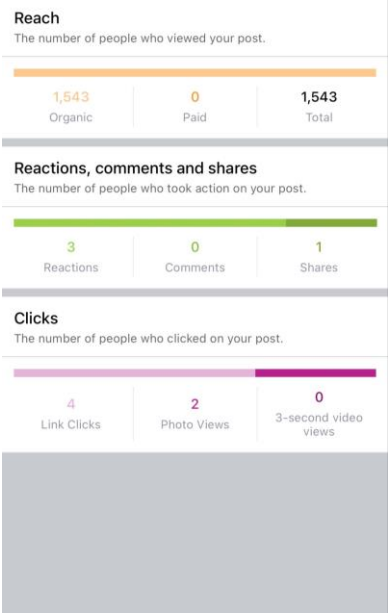 Reach
The number of people who viewed your post.
1,543 0 1,543
Organic Paid Total
Reactions, comments and shares
The number of people who took action on your post.
3 0 1
Reactions Comments Shares
Clicks
The number of people who clicked on your post.
4 2 0
Link Clicks Photo Views 3-second video
views